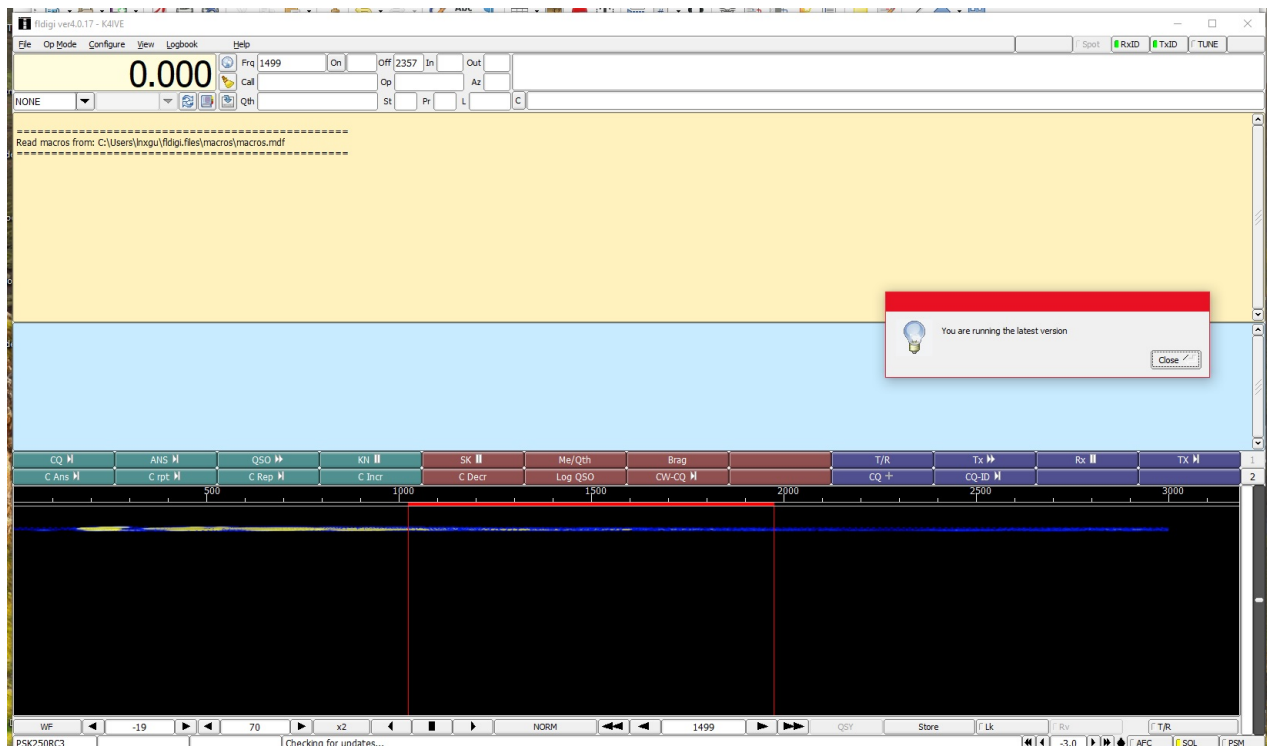 fldigi ver4.0.17 - K4IVE
File Op Mode Configure View Logbook Help
Spot RxID TxID TUNE
0.000 Frq 1499 On Off 2357 In Out
Call Op Az
NONE Qth St Pr L C
==================================================
Read macros from: C:\Users\lnxgu\fldigi.files\macros\macros.mdf
==================================================
You are running the latest version
Close
CQ ANS QSO KN SK Me/Qth Brag T/R Tx Rx TX 1
C Ans C rpt C Rep C Incr C Decr Log QSO CW-CQ CQ + CQ-ID 2
500 1000 1500 2000 2500 3000
WF -19 70 x2 NORM 1499 QSY Store Lk Rv T/R
PSK250RC3 Checking for updates... -3.0 AFC SQL PSM